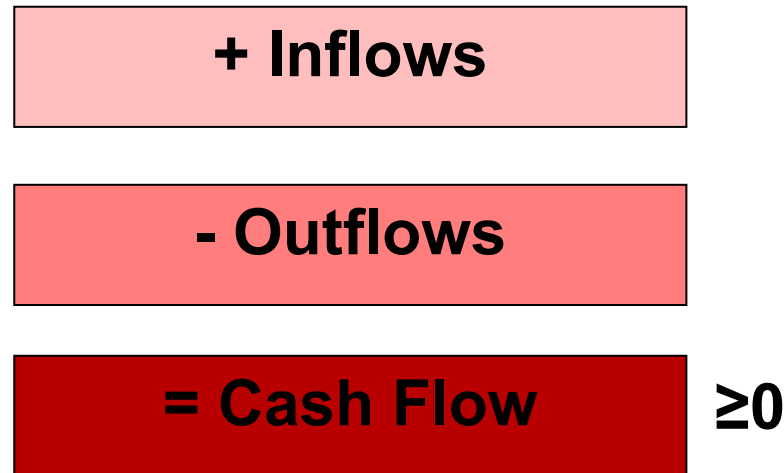 + Inflows
- Outflows
= Cash Flow ≥0